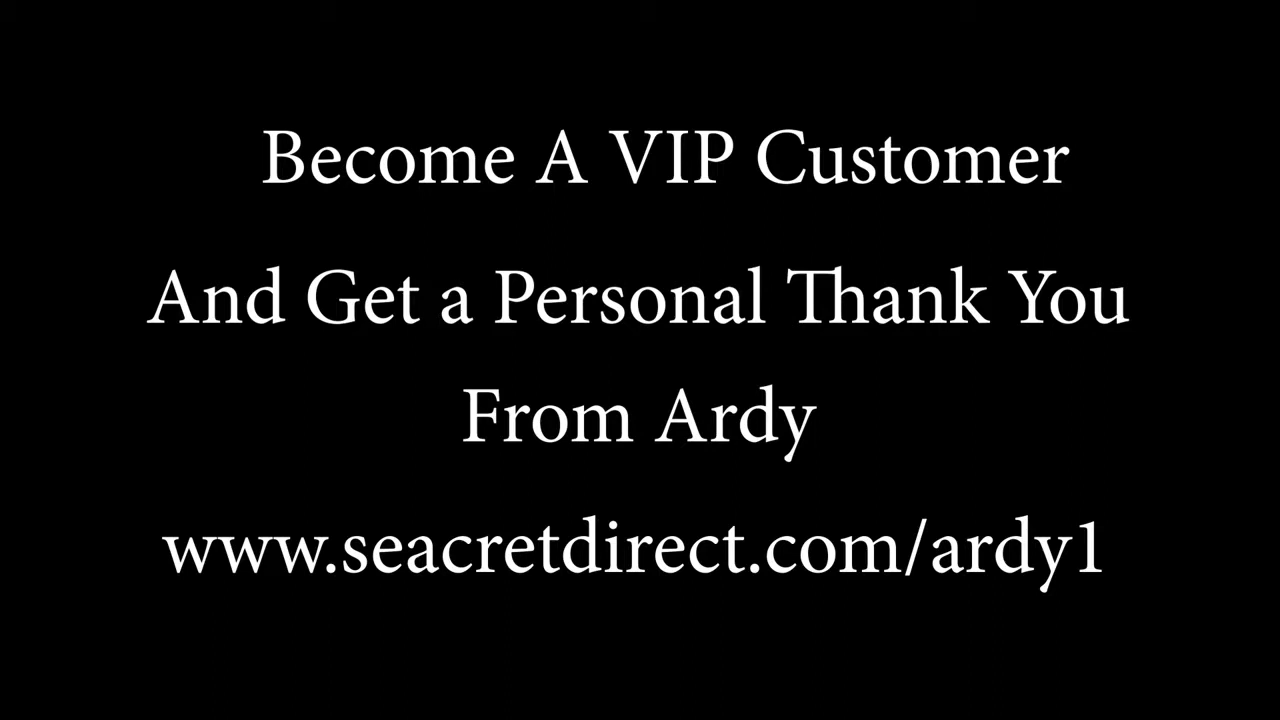 Become A VIP Customer
And Get a Personal Thank You
From Ardy
www.seacretdirect.com/ardy1